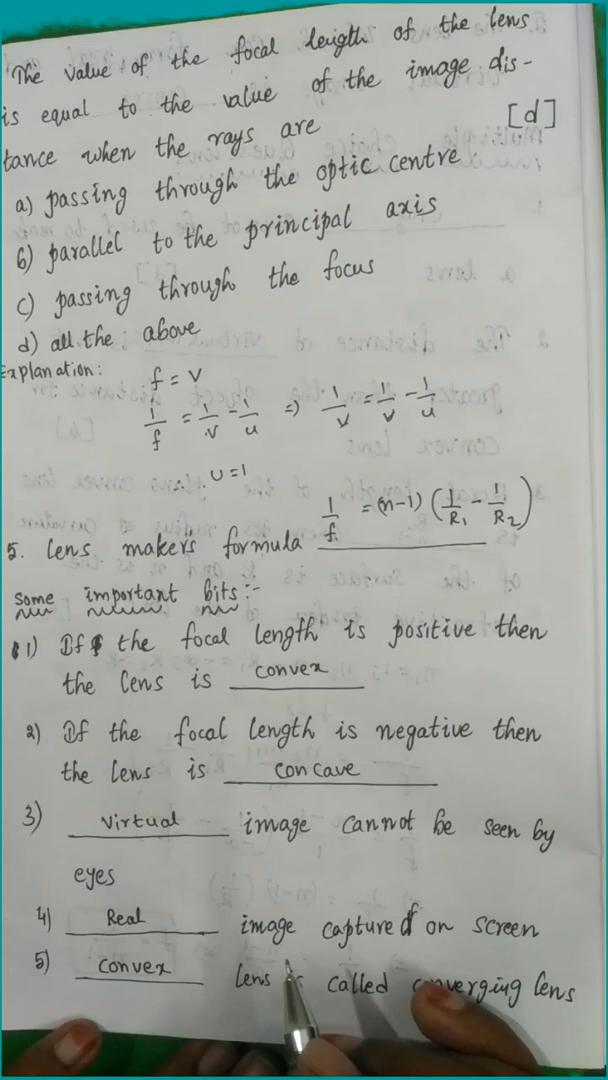 The value of the focal length of the lens
is equal to the value of the image dis-
tance when the rays are [d]
a) passing through the optic centre
b) parallel to the principal axis
c) passing through the focus
d) all the above
Explanation:
f = v
1/f = 1/v - 1/u => 1/v = 1/v - 1/u
∴ u = 1
5. lens maker's formula 1/f = (n-1) (1/R1 - 1/R2)
some important bits:-
1) If the focal length is positive then
the lens is convex
2) If the focal length is negative then
the lens is concave
3) Virtual image cannot be seen by
eyes
4) Real image captured on screen
5) convex lens called converging lens